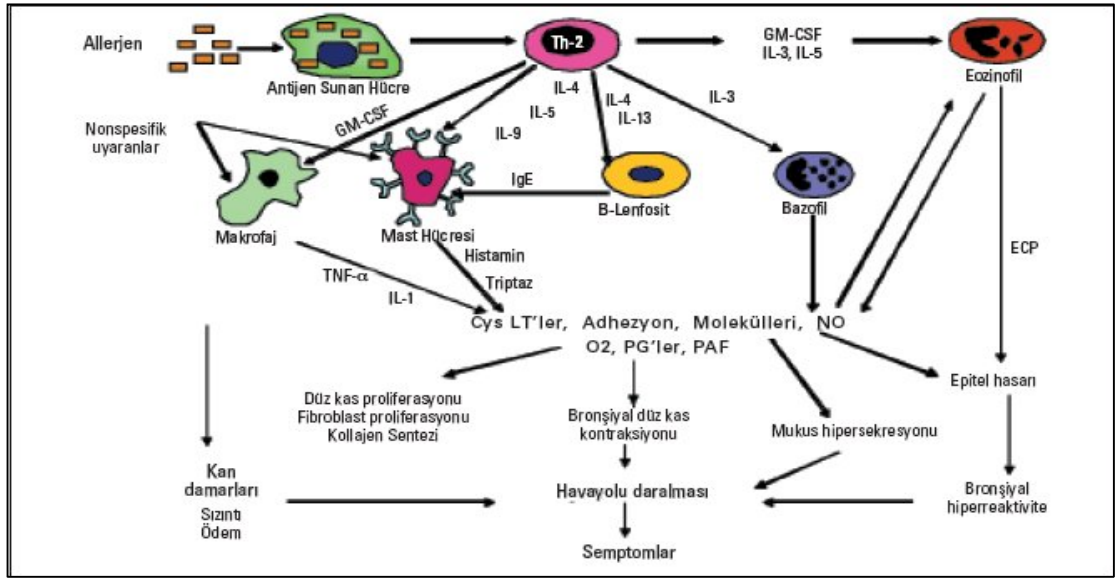 Allerjen
Th-2
GM-CSF
IL-3, IL-5
Antijen Sunan Hücre
Eozinofil
Nonspesifik
uyaranlar
GM-CSF
IL-4
IL-5
IL-9
IL-4
IL-13
IL-3
IgE
Makrofaj
Mast Hücresi
B-Lenfosit
Bazofil
TNF-α
IL-1
Histamin
Triptaz
ECP
Cys LT'ler, Adhezyon, Molekülleri, NO
O2, PG'ler, PAF
Düz kas proliferasyonu
Fibroblast proliferasyonu
Kollajen Sentezi
Bronşiyal düz kas
kontraksiyonu
Mukus hipersekresyonu
Epitel hasarı
Kan
damarları
Sızıntı
Ödem
Havayolu daralması
Bronşiyal
hiperreaktivite
Semptomlar